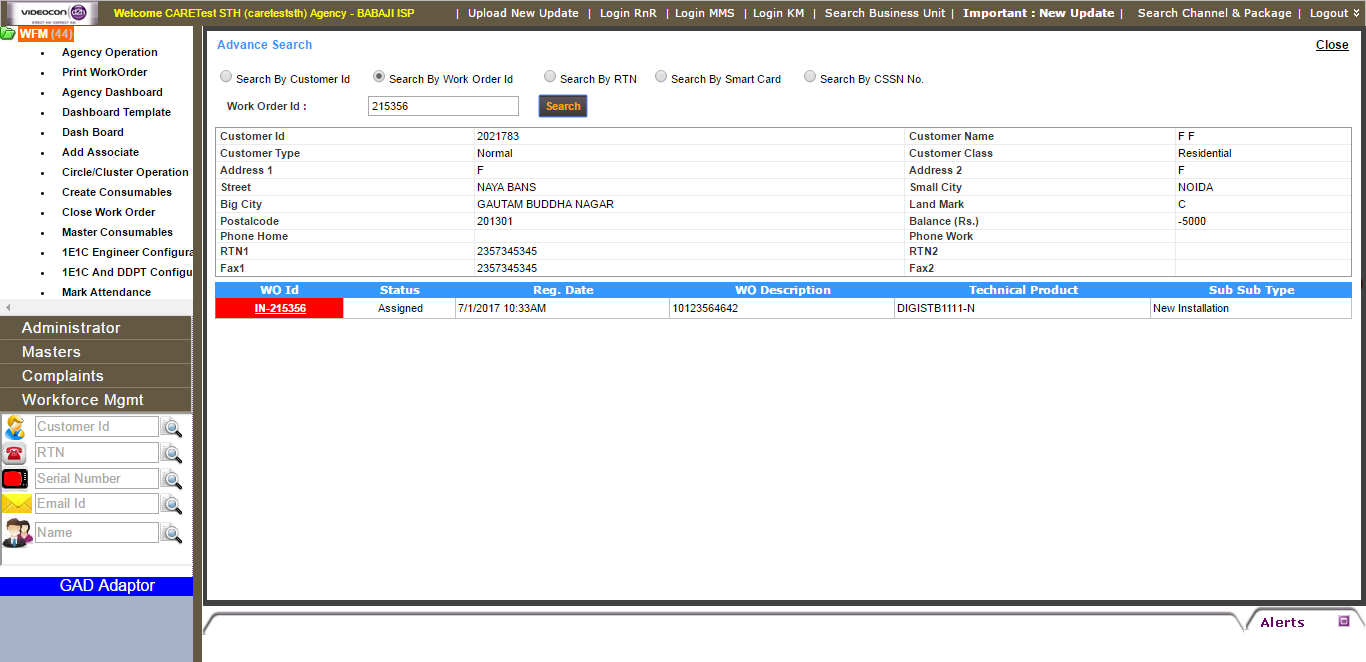 VIDEOCON d2h
DIRECT HAI CORRECT HAI
Welcome CARETest STH (careteststh) Agency - BABAJI ISP | Upload New Update | Login RnR | Login MMS | Login KM | Search Business Unit | Important : New Update | Search Channel & Package | Logout
WFM (44)
Agency Operation
Print WorkOrder
Agency Dashboard
Dashboard Template
Dash Board
Add Associate
Circle/Cluster Operation
Create Consumables
Close Work Order
Master Consumables
1E1C Engineer Configura
1E1C And DDPT Configu
Mark Attendance
Administrator
Masters
Complaints
Workforce Mgmt
Customer Id
RTN
Serial Number
Email Id
Name
GAD Adaptor
Advance Search Close
Search By Customer Id Search By Work Order Id Search By RTN Search By Smart Card Search By CSSN No.
Work Order Id : 215356 Search
Customer Id 2021783 Customer Name F F
Customer Type Normal Customer Class Residential
Address 1 F Address 2 F
Street NAYA BANS Small City NOIDA
Big City GAUTAM BUDDHA NAGAR Land Mark C
Postalcode 201301 Balance (Rs.) -5000
Phone Home Phone Work
RTN1 2357345345 RTN2
Fax1 2357345345 Fax2
WO Id Status Reg. Date WO Description Technical Product Sub Sub Type
IN-215356 Assigned 7/1/2017 10:33AM 10123564642 DIGISTB1111-N New Installation
Alerts